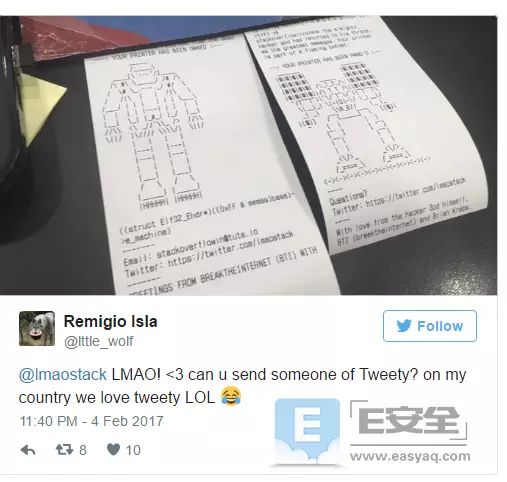 YOUR PRINTER HAS BEEN OWNED
((struct Elf32_Ehdr*)((0xFF & memes)base)-
>e_machine)
Email: stackoverflowin@tuta.io
Twitter: https://twitter.com/lmaostack
GREETINGS FROM BREAKTHEINTERNET (BTI) WITH
stackoverflowin/stack the almighty,
hacker god has returned to his throne,
as the greatest memegod. Your printer
is part of a flaming botnet.
YOUR PRINTER HAS BEEN PWND'D
Questions?
Twitter: https://twitter.com/lmaostack
With love from the hacker God himself,
BTI (breaktheinternet) and Brian Krebs.
Remigio Isla
@lttle_wolf
Follow
@lmaostack LMAO! <3 can u send someone of Tweety? on my
country we love tweety LOL 😂
11:40 PM - 4 Feb 2017
8
10
E
E安全
www.easyaq.com